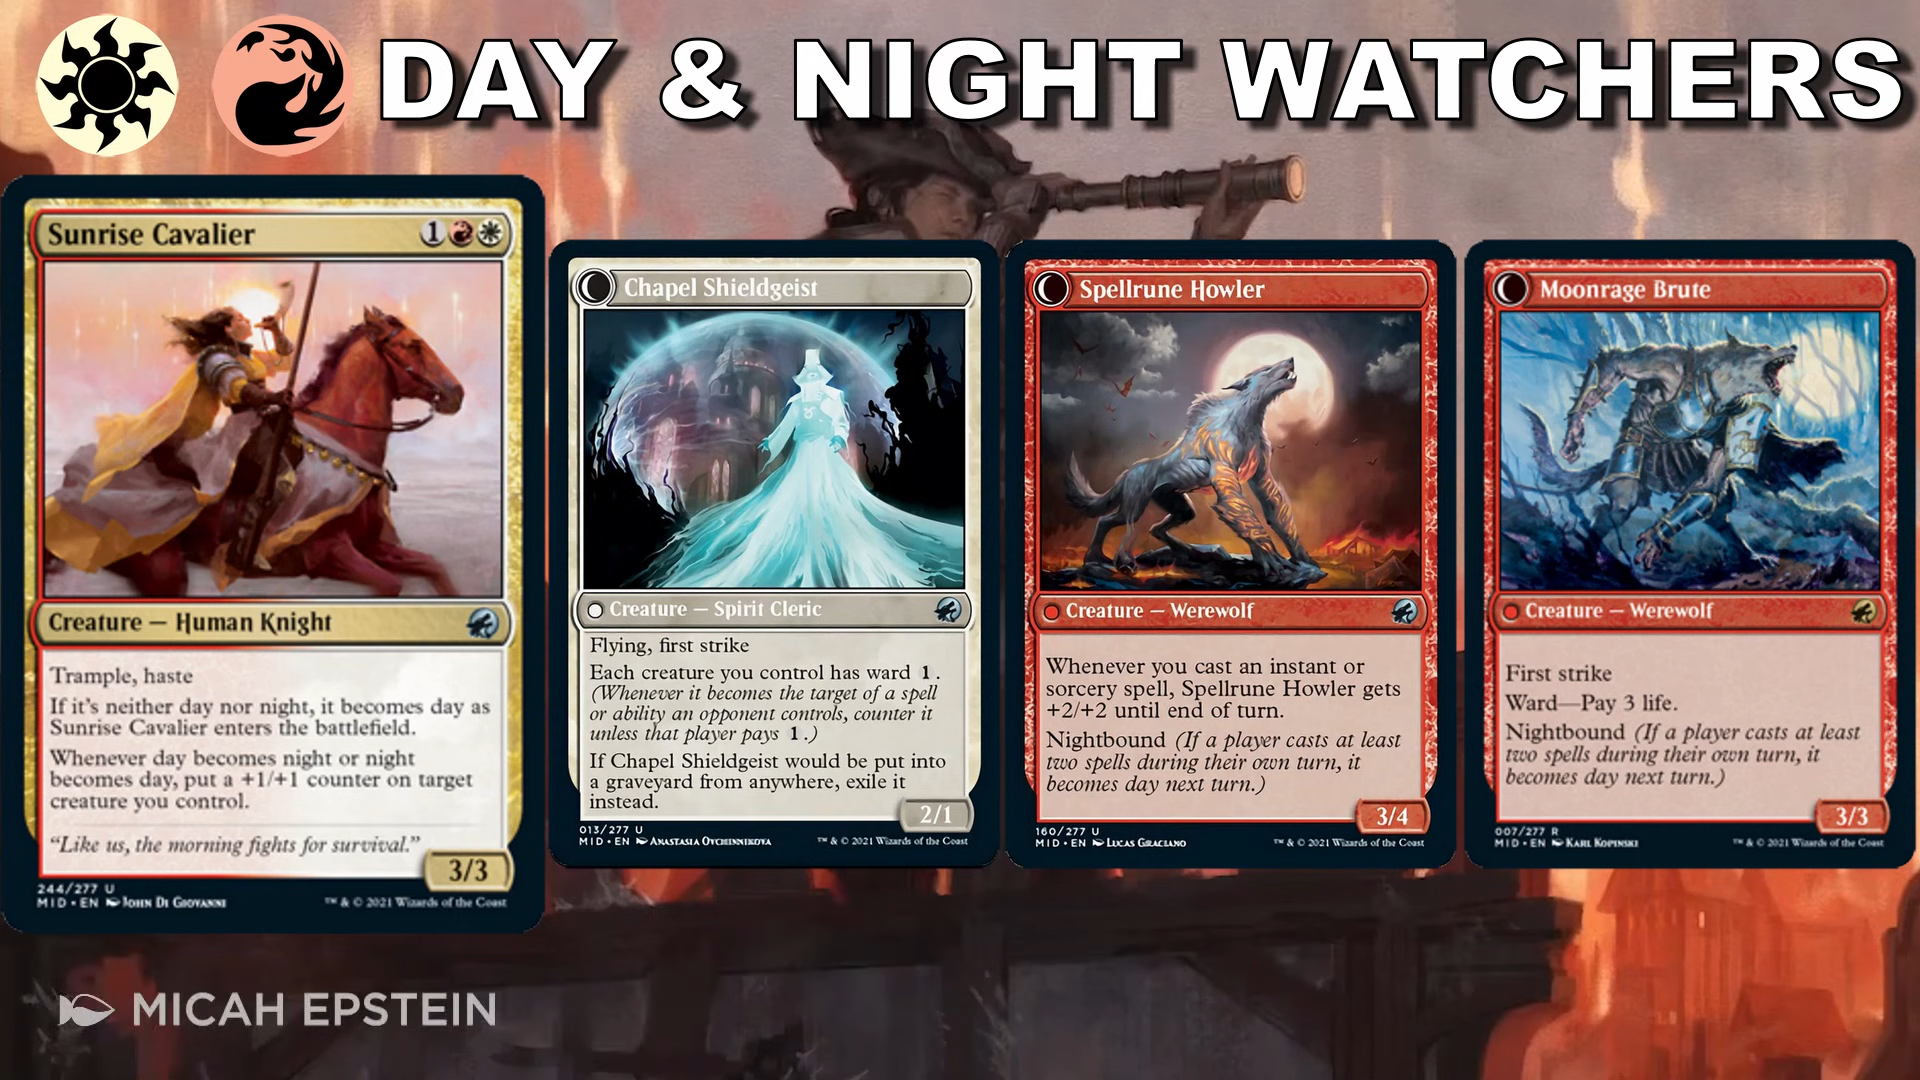 DAY & NIGHT WATCHERS
Sunrise Cavalier 1
Creature — Human Knight
Trample, haste
If it's neither day nor night, it becomes day as
Sunrise Cavalier enters the battlefield.
Whenever day becomes night or night
becomes day, put a +1/+1 counter on target
creature you control.
"Like us, the morning fights for survival."
3/3
244/277 U
MID • EN John Di Giovanni ™ & © 2021 Wizards of the Coast
Chapel Shieldgeist
Creature — Spirit Cleric
Flying, first strike
Each creature you control has ward 1.
(Whenever it becomes the target of a spell
or ability an opponent controls, counter it
unless that player pays 1.)
If Chapel Shieldgeist would be put into
a graveyard from anywhere, exile it
instead.
2/1
013/277 U
MID • EN Anastasia Ovchinnikova ™ & © 2021 Wizards of the Coast
Spellrune Howler
Creature — Werewolf
Whenever you cast an instant or
sorcery spell, Spellrune Howler gets
+2/+2 until end of turn.
Nightbound (If a player casts at least
two spells during their own turn, it
becomes day next turn.)
3/4
160/277 U
MID • EN Lucas Graciano ™ & © 2021 Wizards of the Coast
Moonrage Brute
Creature — Werewolf
First strike
Ward—Pay 3 life.
Nightbound (If a player casts at least
two spells during their own turn, it
becomes day next turn.)
3/3
007/277 R
MID • EN Karl Kopinski ™ & © 2021 Wizards of the Coast
MICAH EPSTEIN